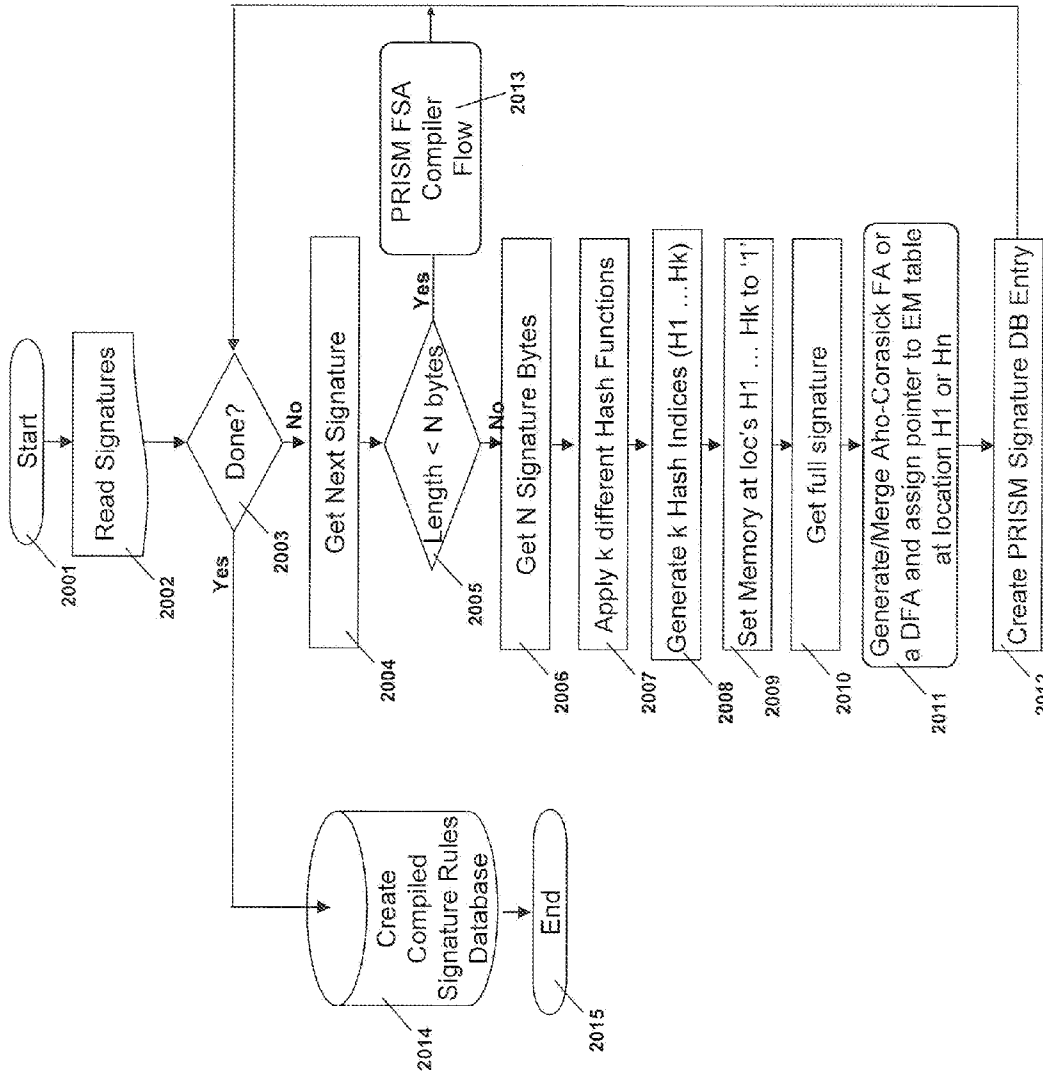 Start
2001
Read Signatures
2002
Done?
2003
Yes
No
Get Next Signature
2004
Length < N bytes
2005
Yes
No
PRISM FSA
Compiler
Flow
2013
Get N Signature Bytes
2006
Apply k different Hash Functions
2007
Generate k Hash Indices (H1 ... Hk)
2008
Set Memory at loc's H1 ... Hk to '1'
2009
Get full signature
2010
Generate/Merge Aho-Corasick FA or
a DFA and assign pointer to EM table
at location H1 or Hn
2011
Create PRISM Signature DB Entry
2012
Create
Compiled
Signature Rules
Database
2014
End
2015